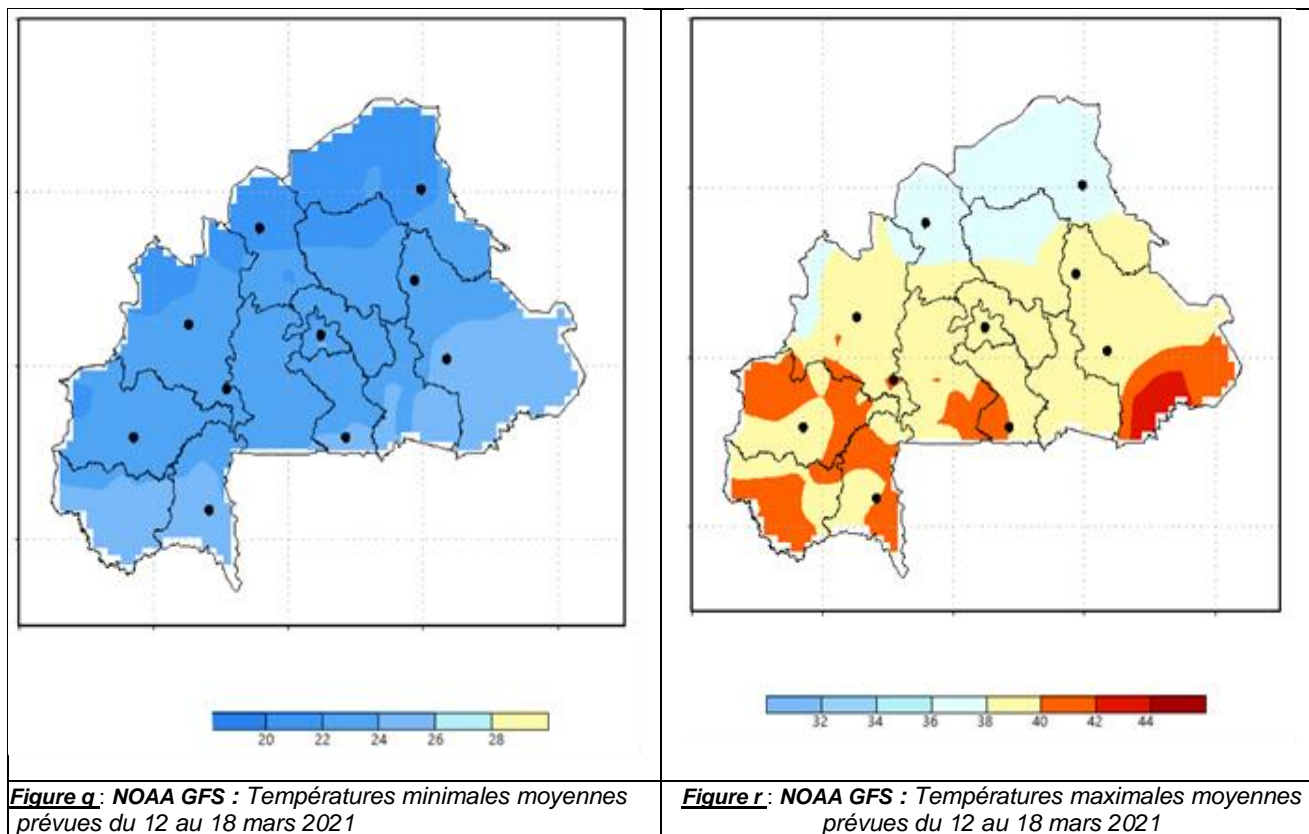 20 22 24 26 28
32 34 36 38 40 42 44
Figure q : NOAA GFS : Températures minimales moyennes
prévues du 12 au 18 mars 2021
Figure r : NOAA GFS : Températures maximales moyennes
prévues du 12 au 18 mars 2021